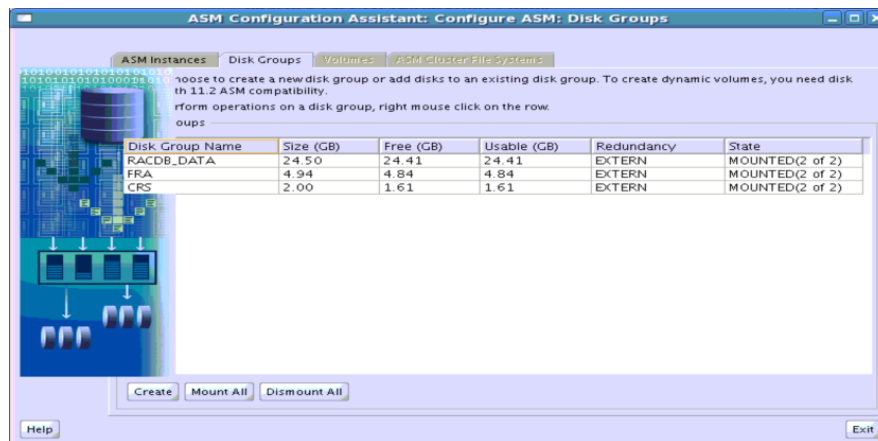 ASM Configuration Assistant: Configure ASM: Disk Groups
ASM Instances Disk Groups Volumes ASM Cluster File Systems
hoose to create a new disk group or add disks to an existing disk group. To create dynamic volumes, you need disk
th 11.2 ASM compatibility.
rform operations on a disk group, right mouse click on the row.
oups
Disk Group Name Size (GB) Free (GB) Usable (GB) Redundancy State
RACDB_DATA 24.50 24.41 24.41 EXTERN MOUNTED(2 of 2)
FRA 4.94 4.84 4.84 EXTERN MOUNTED(2 of 2)
CRS 2.00 1.61 1.61 EXTERN MOUNTED(2 of 2)
Create Mount All Dismount All
Help Exit